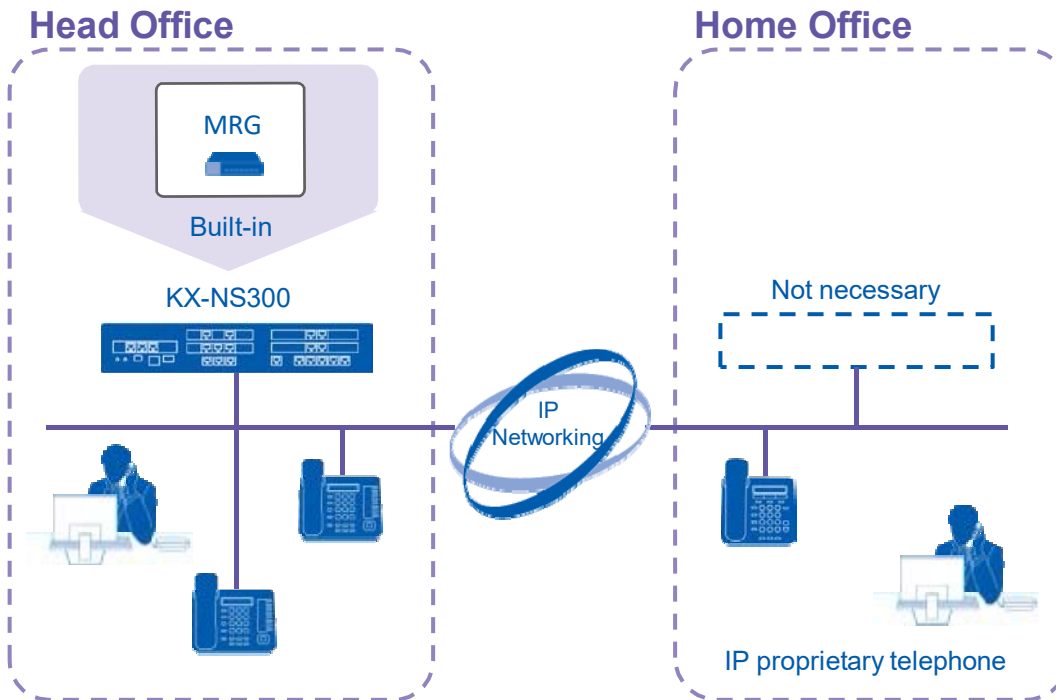 Head Office
Home Office
MRG
Built-in
KX-NS300
Not necessary
IP
Networking
IP proprietary telephone